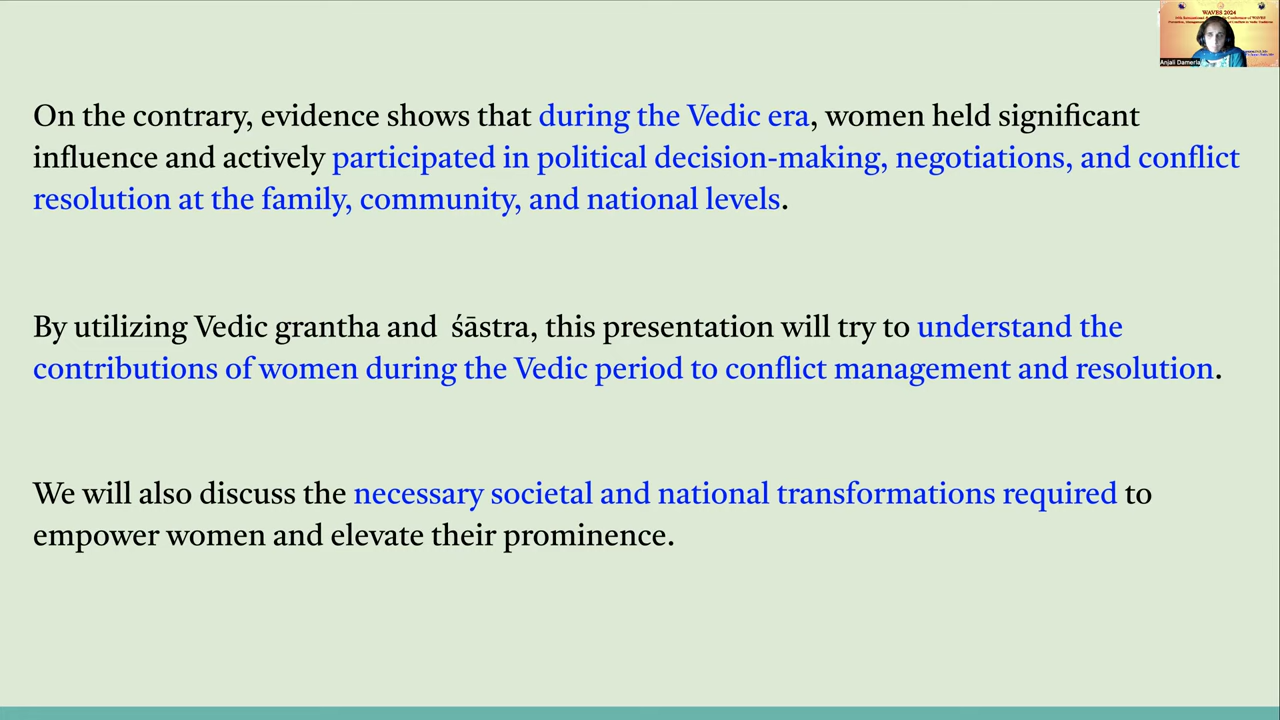 WAVES 2024
On the contrary, evidence shows that during the Vedic era, women held significant
influence and actively participated in political decision-making, negotiations, and conflict
resolution at the family, community, and national levels.
By utilizing Vedic grantha and śāstra, this presentation will try to understand the
contributions of women during the Vedic period to conflict management and resolution.
We will also discuss the necessary societal and national transformations required to
empower women and elevate their prominence.